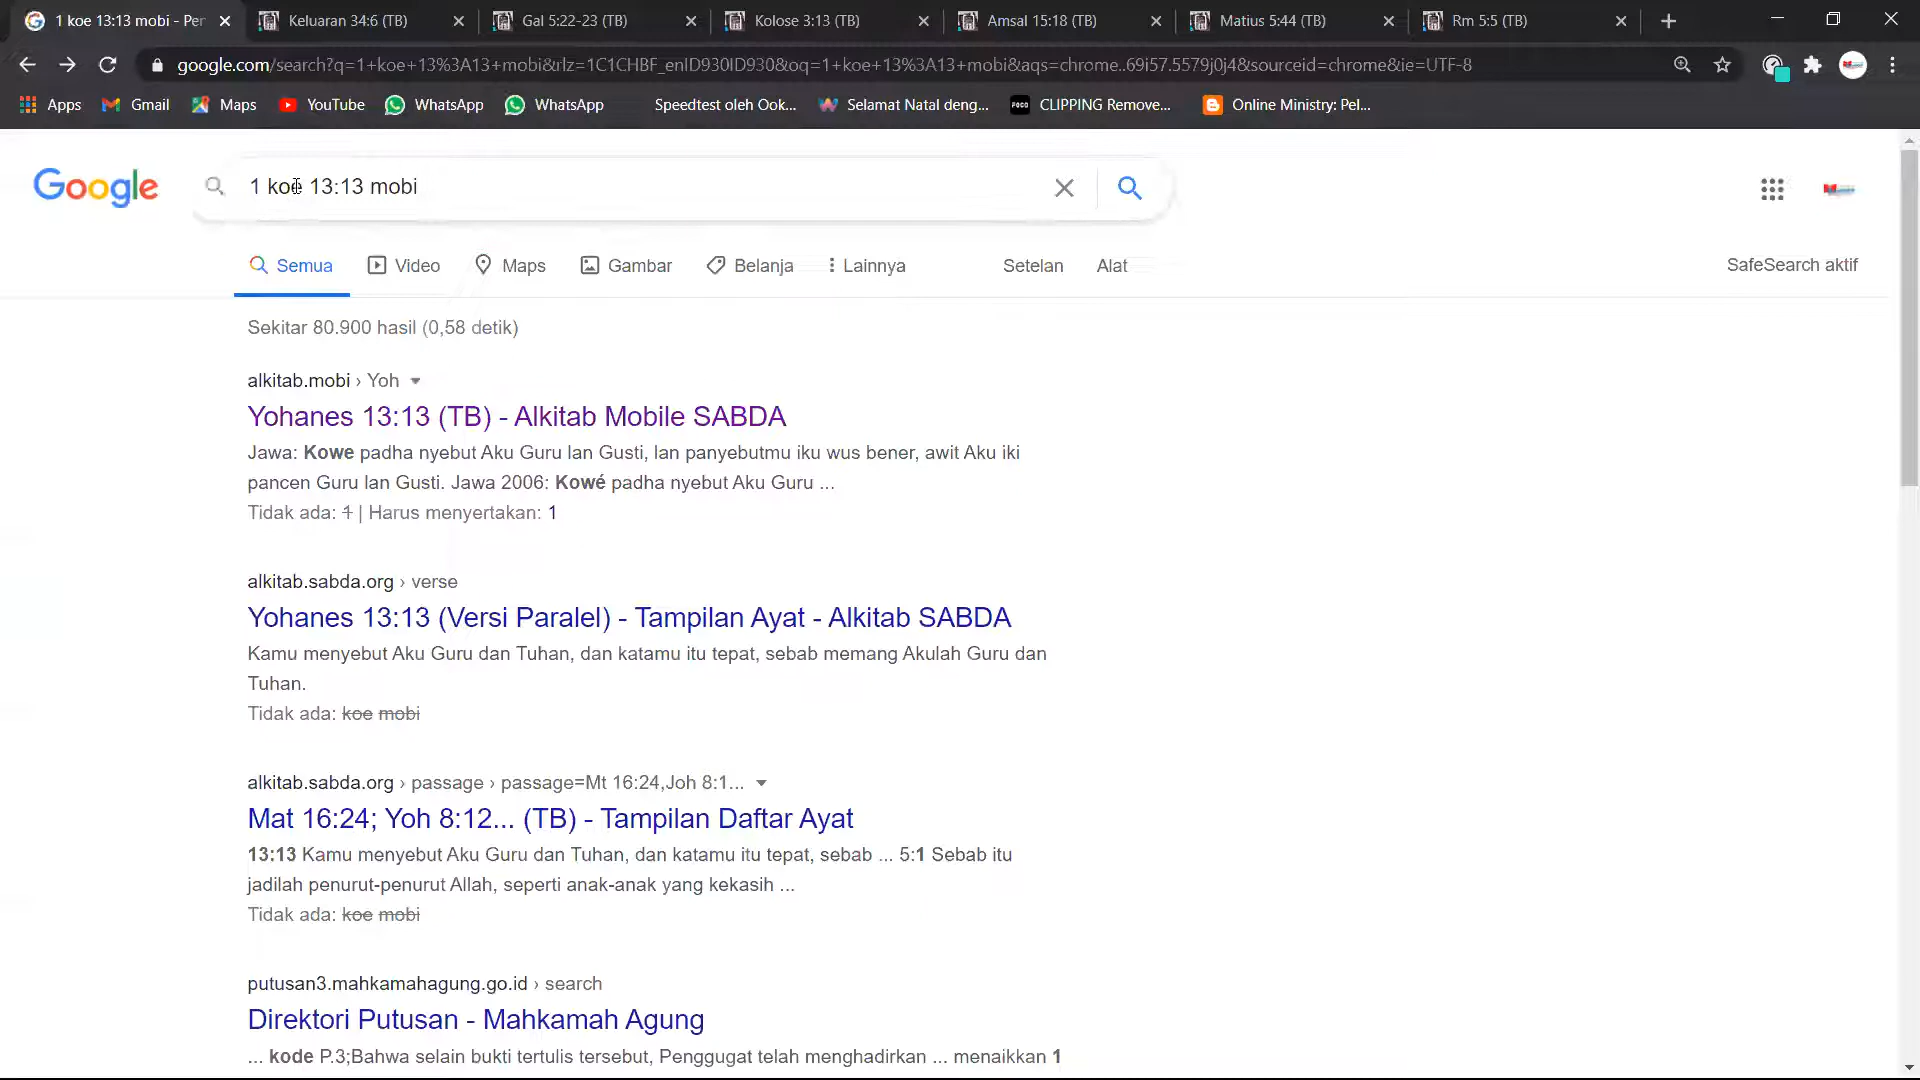 1 koe 13:13 mobi - Per
Keluaran 34:6 (TB)
Gal 5:22-23 (TB)
Kolose 3:13 (TB)
Amsal 15:18 (TB)
Matius 5:44 (TB)
Rm 5:5 (TB)
google.com/search?q=1+koe+13%3A13+mobi&rlz=1C1CHBF_enID930ID930&oq=1+koe+13%3A13+mobi&aqs=chrome..69i57.5579j0j4&sourceid=chrome&ie=UTF-8
Apps Gmail Maps YouTube WhatsApp WhatsApp Speedtest oleh Ook... Selamat Natal deng... CLIPPING Remove... Online Ministry: Pel...
Google
1 koe 13:13 mobi
Semua Video Maps Gambar Belanja Lainnya Setelan Alat SafeSearch aktif
Sekitar 80.900 hasil (0,58 detik)
alkitab.mobi › Yoh
Yohanes 13:13 (TB) - Alkitab Mobile SABDA
Jawa: Kowe padha nyebut Aku Guru lan Gusti, lan panyebutmu iku wus bener, awit Aku iki
pancen Guru lan Gusti. Jawa 2006: Kowé padha nyebut Aku Guru ...
Tidak ada: 1 | Harus menyertakan: 1
alkitab.sabda.org › verse
Yohanes 13:13 (Versi Paralel) - Tampilan Ayat - Alkitab SABDA
Kamu menyebut Aku Guru dan Tuhan, dan katamu itu tepat, sebab memang Akulah Guru dan
Tuhan.
Tidak ada: koe mobi
alkitab.sabda.org › passage › passage=Mt 16:24,Joh 8:1...
Mat 16:24; Yoh 8:12... (TB) - Tampilan Daftar Ayat
13:13 Kamu menyebut Aku Guru dan Tuhan, dan katamu itu tepat, sebab ... 5:1 Sebab itu
jadilah penurut-penurut Allah, seperti anak-anak yang kekasih ...
Tidak ada: koe mobi
putusan3.mahkamahagung.go.id › search
Direktori Putusan - Mahkamah Agung
... kode P.3;Bahwa selain bukti tertulis tersebut, Penggugat telah menghadirkan ... menaikkan 1